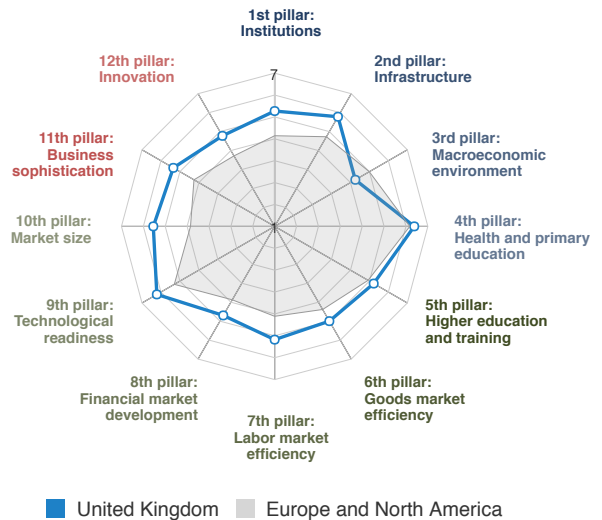 1st pillar:
Institutions
2nd pillar:
Infrastructure
3rd pillar:
Macroeconomic
environment
4th pillar:
Health and primary
education
5th pillar:
Higher education
and training
6th pillar:
Goods market
efficiency
7th pillar:
Labor market
efficiency
8th pillar:
Financial market
development
9th pillar:
Technological
readiness
10th pillar:
Market size
11th pillar:
Business
sophistication
12th pillar:
Innovation
7
1
United Kingdom
Europe and North America